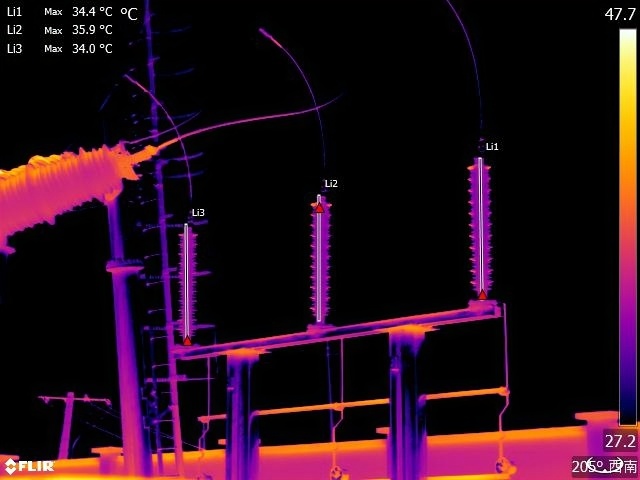 Li1 Max 34.4 °C °C
Li2 Max 35.9 °C
Li3 Max 34.0 °C
47.7
Li1
Li2
Li3
27.2
FLIR
205° 西南